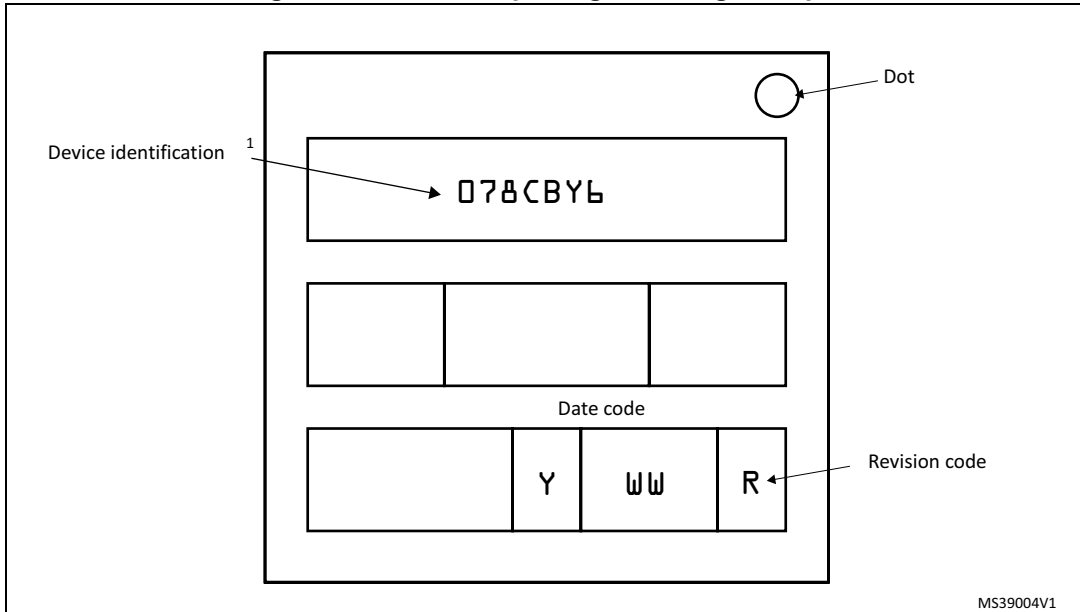 Dot
Device identification 1
078CBY6
Date code
Y WW R
Revision code
MS39004V1